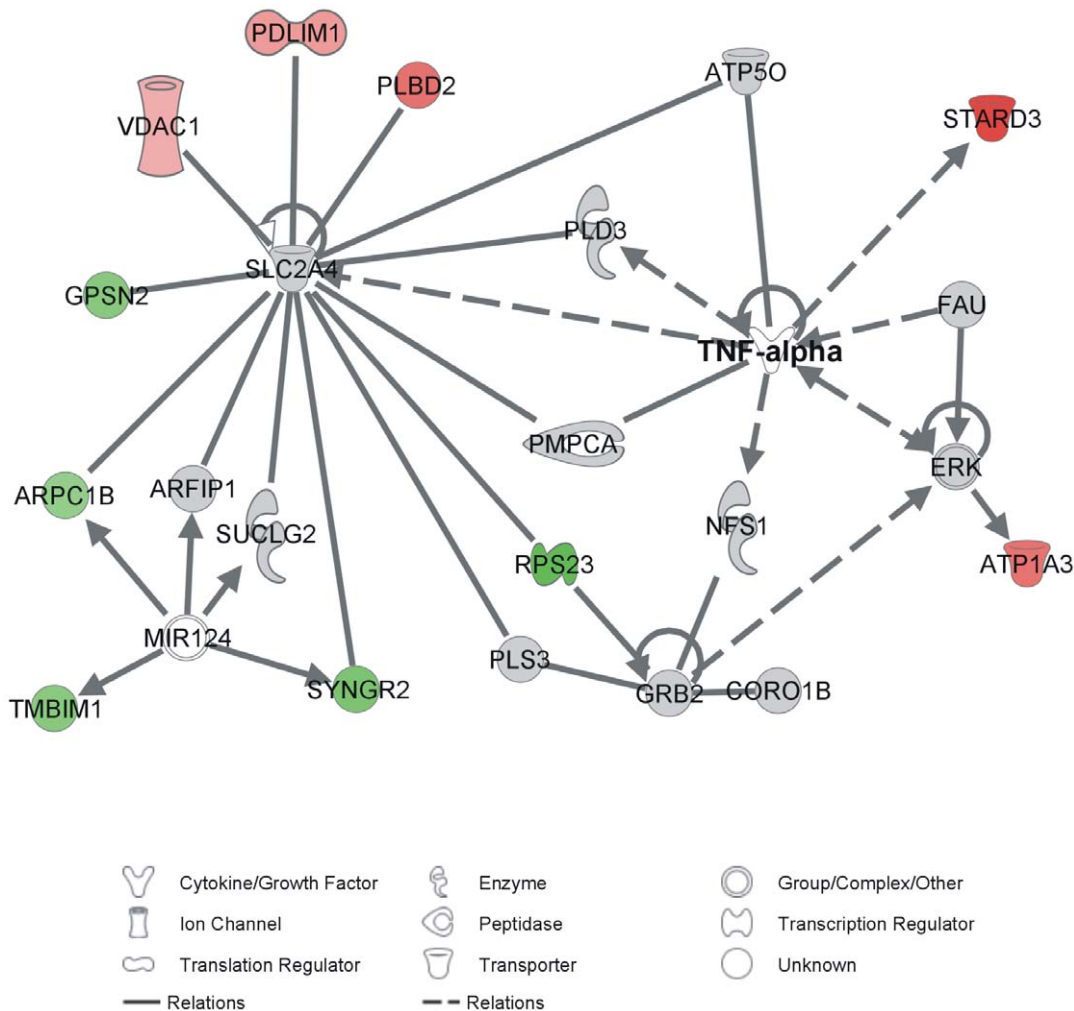 PDLIM1
PLBD2
ATP5O
VDAC1
STARD3
PLD3
SLC2A4
GPSN2
FAU
TNF-alpha
PMPCA
ERK
ARPC1B
ARFIP1
SUCLG2
NFS1
RPS23
ATP1A3
MIR124
PLS3
SYNGR2
GRB2
CORO1B
TMBIM1
Cytokine/Growth Factor
Enzyme
Group/Complex/Other
Ion Channel
Peptidase
Transcription Regulator
Translation Regulator
Transporter
Unknown
Relations
Relations